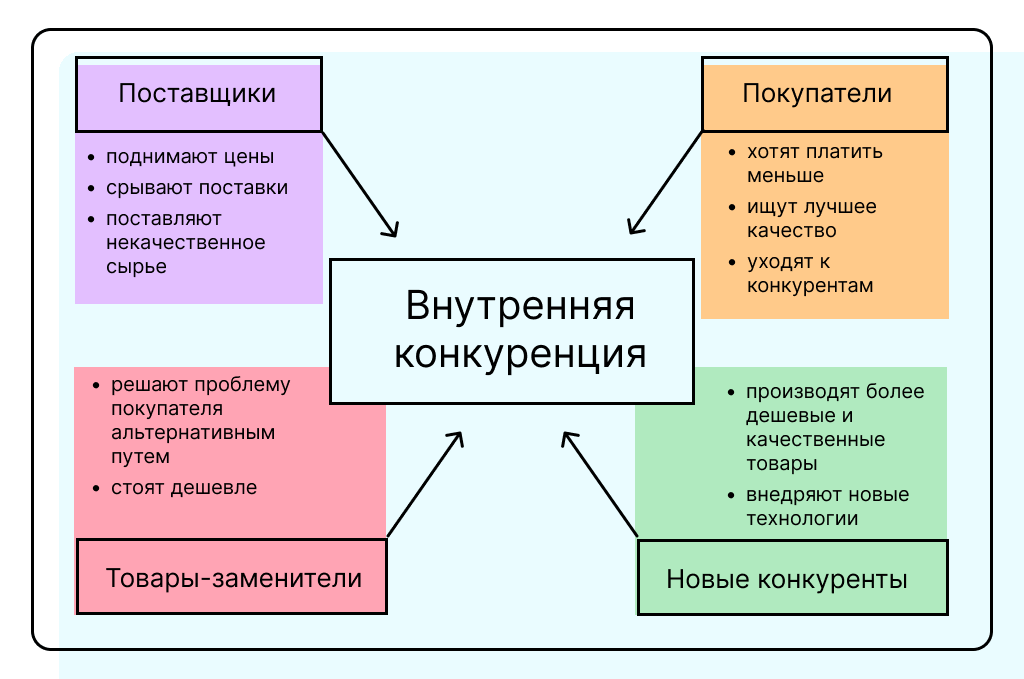 Поставщики
• поднимают цены
• срывают поставки
• поставляют
некачественное
сырье
Покупатели
• хотят платить
меньше
• ищут лучшее
качество
• уходят к
конкурентам
Внутренняя
конкуренция
• решают проблему
покупателя
альтернативным
путем
• стоят дешевле
Товары-заменители
• производят более
дешевые и
качественные
товары
• внедряют новые
технологии
Новые конкуренты